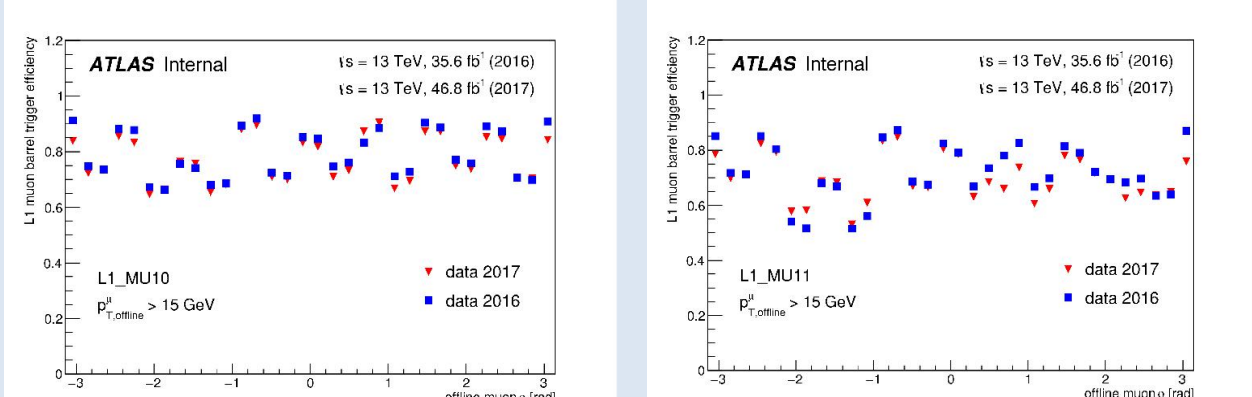 L1 muon barrel trigger efficiency
1.2
1
0.8
0.6
0.4
0.2
0
ATLAS Internal
√s = 13 TeV, 35.6 fb-1 (2016)
√s = 13 TeV, 46.8 fb-1 (2017)
L1_MU10
pμT,offline > 15 GeV
data 2017
data 2016
−3 −2 −1 0 1 2 3
offline muon φ [rad]
L1 muon barrel trigger efficiency
1.2
1
0.8
0.6
0.4
0.2
0
ATLAS Internal
√s = 13 TeV, 35.6 fb-1 (2016)
√s = 13 TeV, 46.8 fb-1 (2017)
L1_MU11
pμT,offline > 15 GeV
data 2017
data 2016
−3 −2 −1 0 1 2 3
offline muon φ [rad]